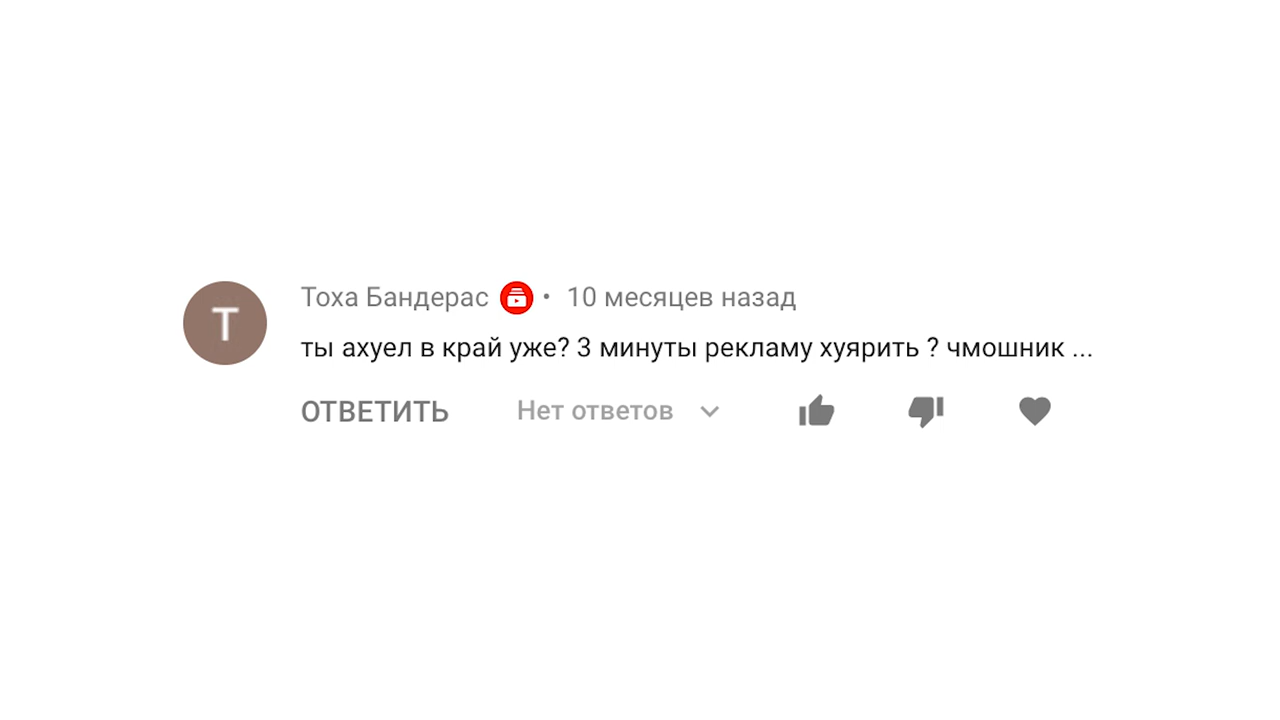 T
Тоха Бандерас • 10 месяцев назад
ты ахуел в край уже? 3 минуты рекламу хуярить ? чмошник ...
ОТВЕТИТЬ Нет ответов